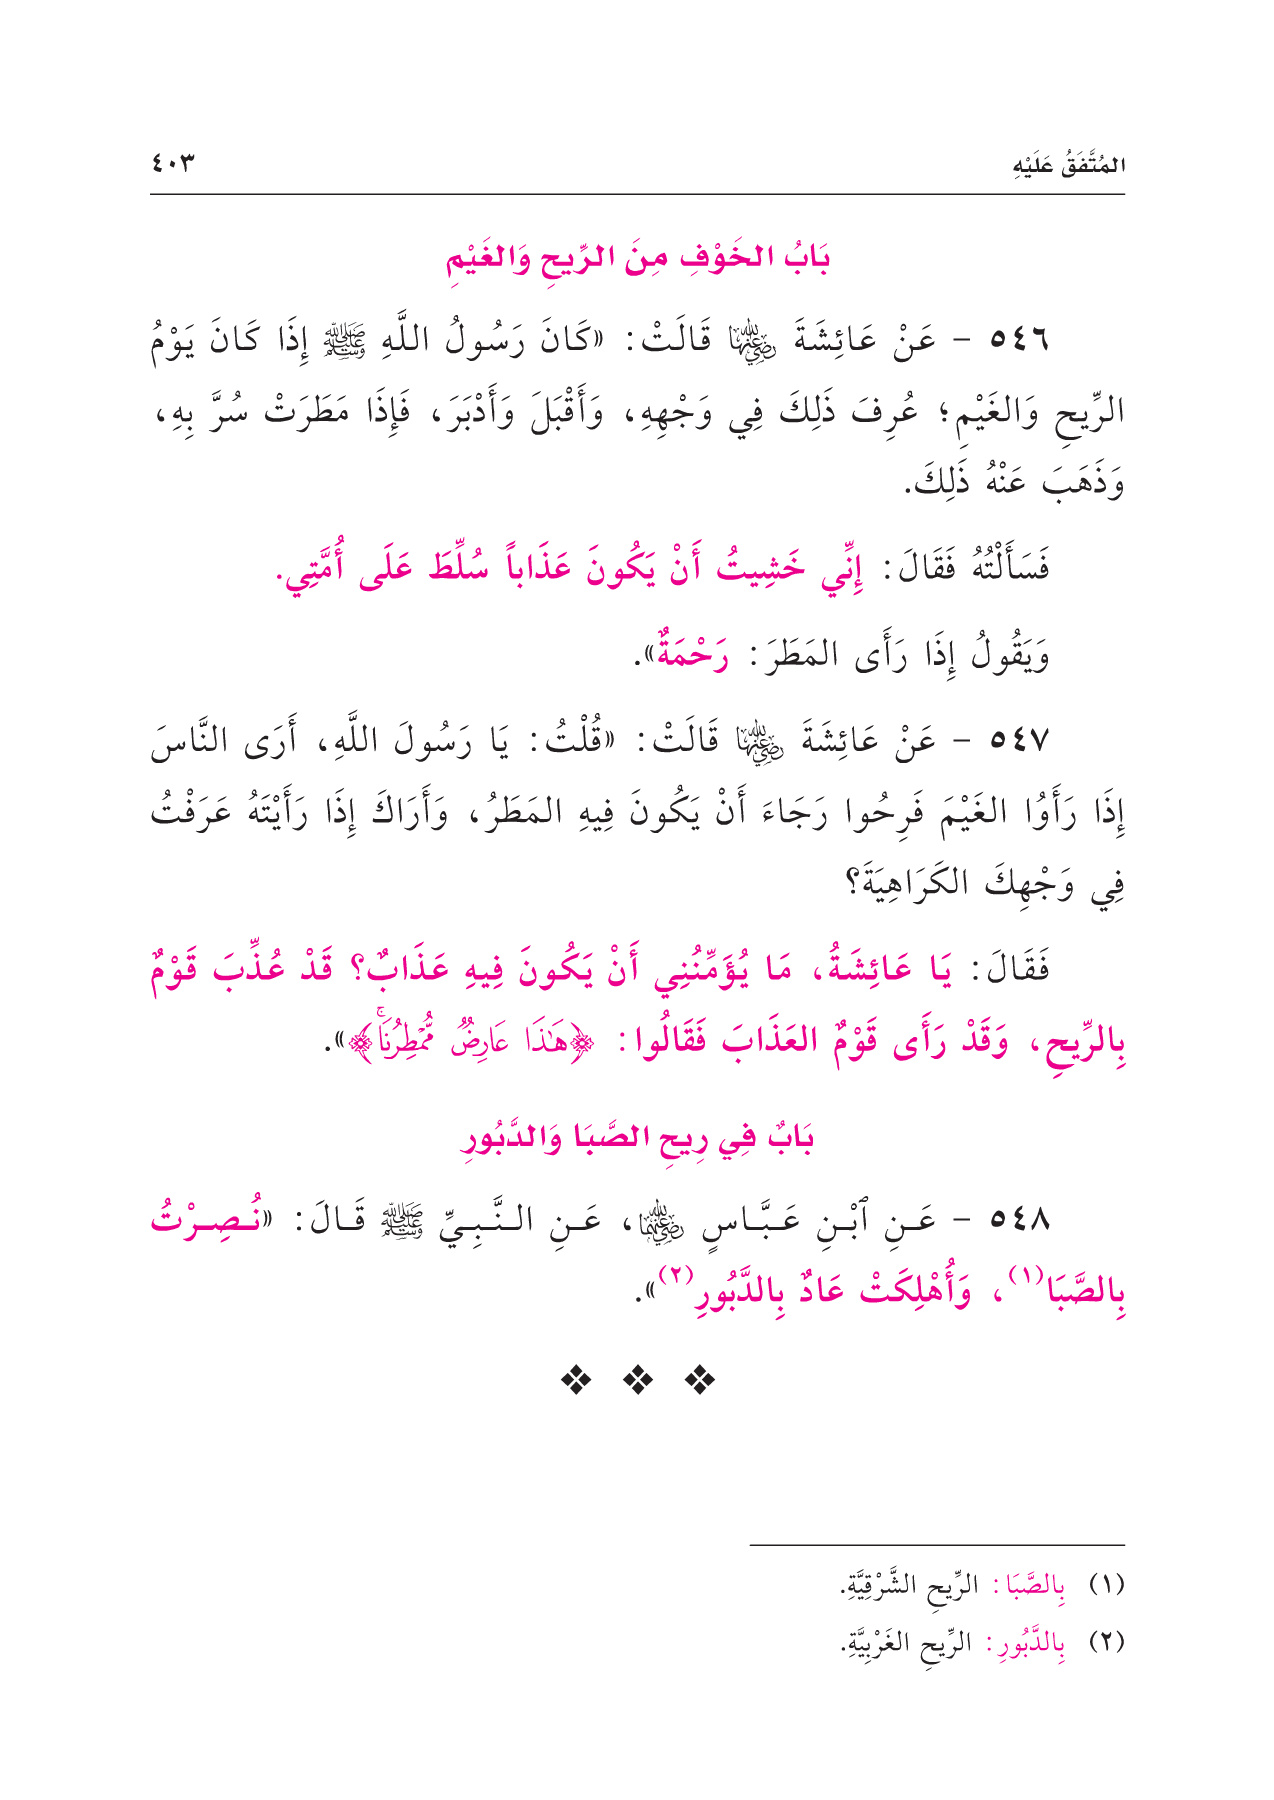 المُتَّفَقُ عَلَيْهِ
٤٠٣
بَابُ الخَوْفِ مِنَ الرِّيحِ وَالغَيْمِ
٥٤٦ – عَنْ عَائِشَةَ رضي الله عنها قَالَتْ: «كَانَ رَسُولُ اللَّهِ ﷺ إِذَا كَانَ يَوْمُ
الرِّيحِ وَالغَيْمِ؛ عُرِفَ ذَلِكَ فِي وَجْهِهِ، وَأَقْبَلَ وَأَدْبَرَ، فَإِذَا مَطَرَتْ سُرَّ بِهِ،
وَذَهَبَ عَنْهُ ذَلِكَ.
فَسَأَلْتُهُ فَقَالَ: إِنِّي خَشِيتُ أَنْ يَكُونَ عَذَاباً سُلِّطَ عَلَى أُمَّتِي.
وَيَقُولُ إِذَا رَأَى المَطَرَ: رَحْمَةٌ».
٥٤٧ – عَنْ عَائِشَةَ رضي الله عنها قَالَتْ: «قُلْتُ: يَا رَسُولَ اللَّهِ، أَرَى النَّاسَ
إِذَا رَأَوُا الغَيْمَ فَرِحُوا رَجَاءَ أَنْ يَكُونَ فِيهِ المَطَرُ، وَأَرَاكَ إِذَا رَأَيْتَهُ عَرَفْتُ
فِي وَجْهِكَ الكَرَاهِيَةَ؟
فَقَالَ: يَا عَائِشَةُ، مَا يُؤَمِّنُنِي أَنْ يَكُونَ فِيهِ عَذَابٌ؟ قَدْ عُذِّبَ قَوْمٌ
بِالرِّيحِ، وَقَدْ رَأَى قَوْمٌ العَذَابَ فَقَالُوا: ﴿هَٰذَا عَارِضٌ مُّمْطِرُنَاۚ﴾».
بَابٌ فِي رِيحِ الصَّبَا وَالدَّبُورِ
٥٤٨ – عَنِ ٱبْنِ عَبَّاسٍ رضي الله عنهما، عَنِ النَّبِيِّ ﷺ قَالَ: «نُصِرْتُ
بِالصَّبَا(١)، وَأُهْلِكَتْ عَادٌ بِالدَّبُورِ(٢)».
(١) بِالصَّبَا: الرِّيحِ الشَّرْقِيَّةِ.
(٢) بِالدَّبُورِ: الرِّيحِ الغَرْبِيَّةِ.